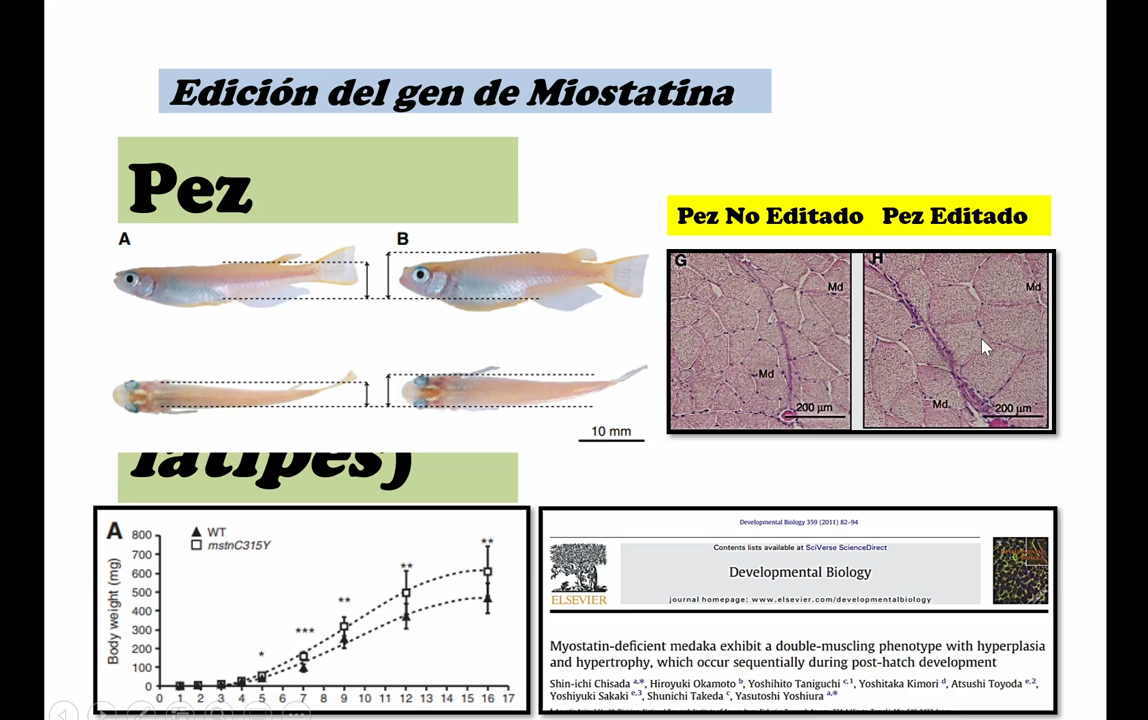 Edición del gen de Miostatina
Pez
Pez No Editado Pez Editado
A
B
G
H
Md
Md
Md
Md
200 µm
200 µm
10 mm
latipes)
A
WT
mstnC315Y
Body weight (mg)
800
700
600
500
400
300
200
100
0
*
***
**
**
**
0 1 2 3 4 5 6 7 8 9 10 11 12 13 14 15 16 17
Developmental Biology 359 (2011) 82–94
Contents lists available at SciVerse ScienceDirect
Developmental Biology
journal homepage: www.elsevier.com/developmentalbiology
ELSEVIER
Myostatin-deficient medaka exhibit a double-muscling phenotype with hyperplasia
and hypertrophy, which occur sequentially during post-hatch development
Shin-ichi Chisada a,*, Hiroyuki Okamoto b, Yoshihito Taniguchi c,1, Yoshitaka Kimori d, Atsushi Toyoda e,2,
Yoshiyuki Sakaki e,3, Shunichi Takeda c, Yasutoshi Yoshiura a,*